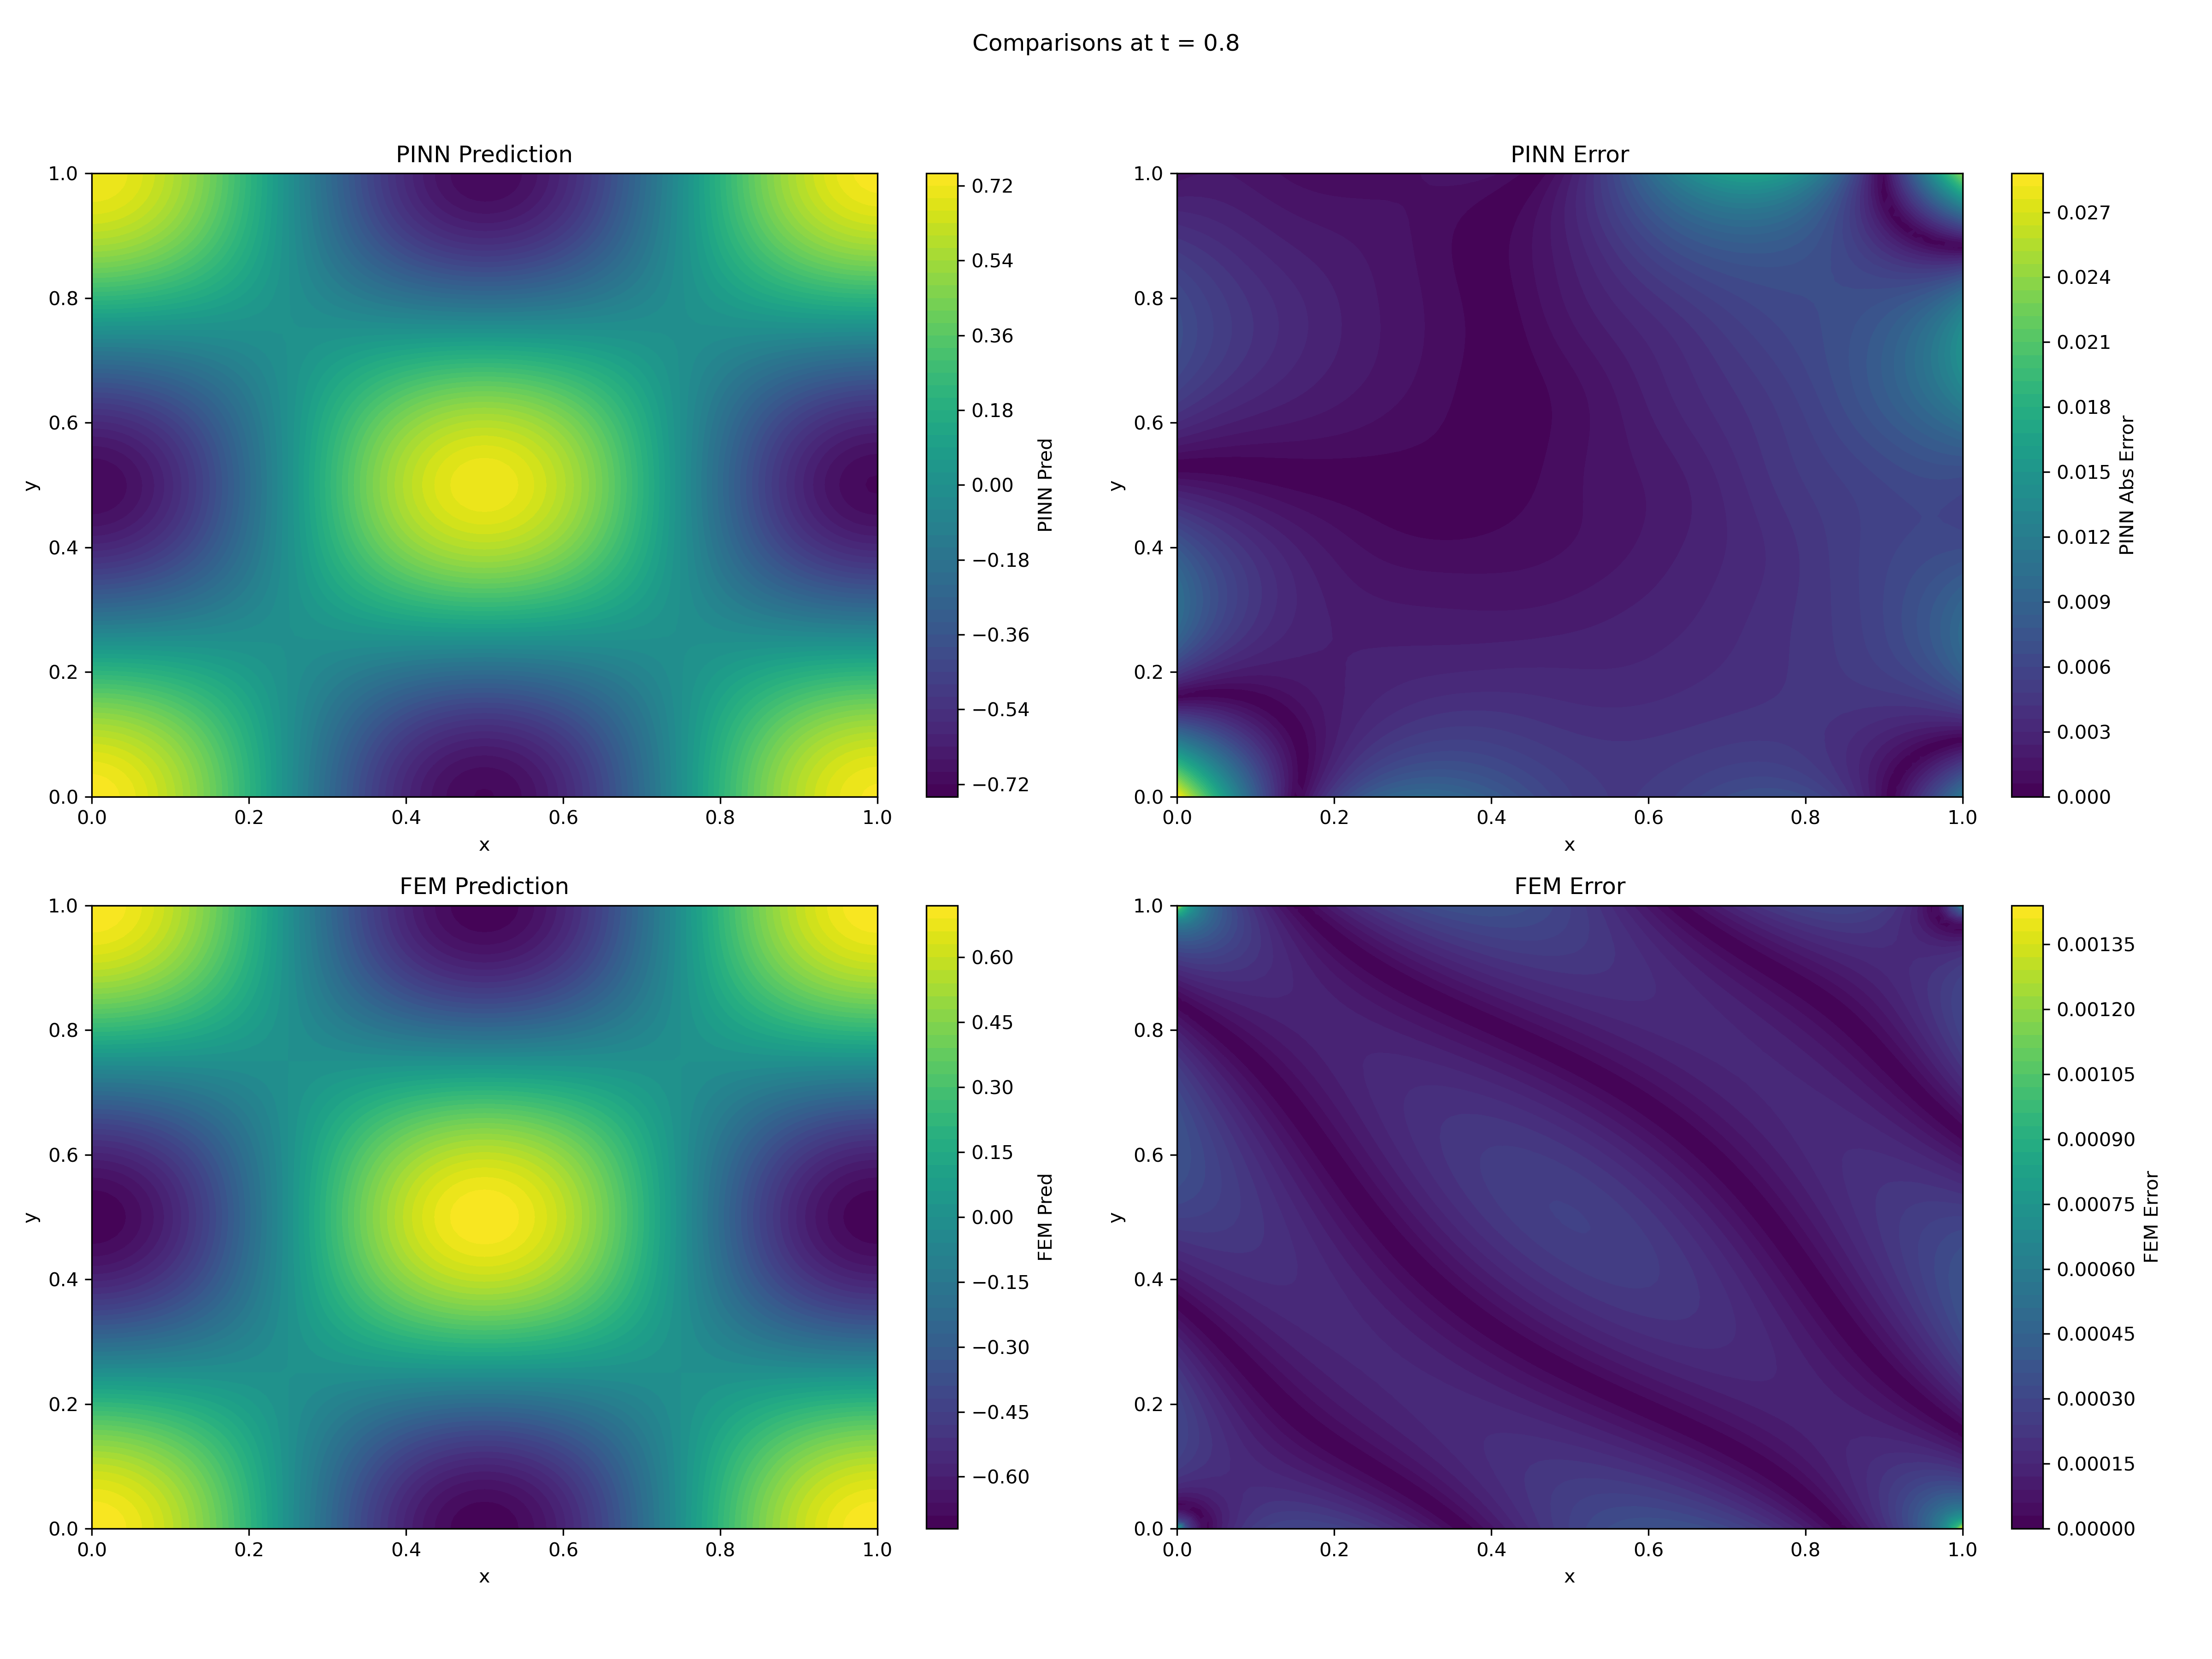 Comparisons at t = 0.8
PINN Prediction
1.0
0.8
0.6
0.4
0.2
0.0
y
0.0 0.2 0.4 0.6 0.8 1.0
x
0.72
0.54
0.36
0.18
0.00
−0.18
−0.36
−0.54
−0.72
PINN Pred
PINN Error
1.0
0.8
0.6
0.4
0.2
0.0
y
0.0 0.2 0.4 0.6 0.8 1.0
x
0.027
0.024
0.021
0.018
0.015
0.012
0.009
0.006
0.003
0.000
PINN Abs Error
FEM Prediction
1.0
0.8
0.6
0.4
0.2
0.0
y
0.0 0.2 0.4 0.6 0.8 1.0
x
0.60
0.45
0.30
0.15
0.00
−0.15
−0.30
−0.45
−0.60
FEM Pred
FEM Error
1.0
0.8
0.6
0.4
0.2
0.0
y
0.0 0.2 0.4 0.6 0.8 1.0
x
0.00135
0.00120
0.00105
0.00090
0.00075
0.00060
0.00045
0.00030
0.00015
0.00000
FEM Error